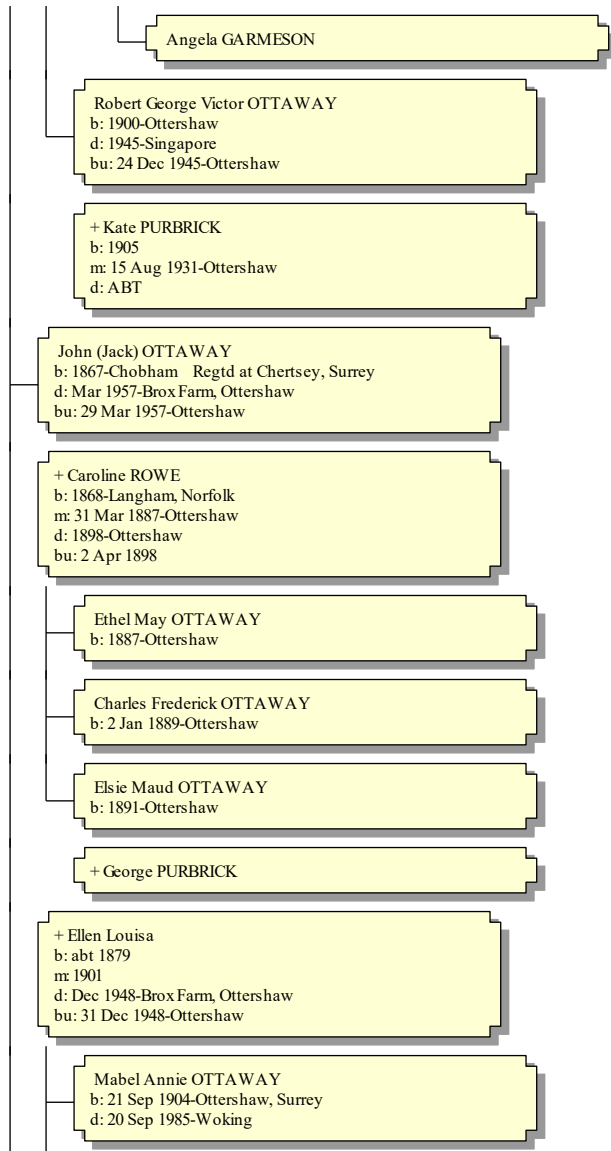 Angela GARMESON
Robert George Victor OTTAWAY
b: 1900-Ottershaw
d: 1945-Singapore
bu: 24 Dec 1945-Ottershaw
+ Kate PURBRICK
b: 1905
m: 15 Aug 1931-Ottershaw
d: ABT
John (Jack) OTTAWAY
b: 1867-Chobham Regtd at Chertsey, Surrey
d: Mar 1957-Brox Farm, Ottershaw
bu: 29 Mar 1957-Ottershaw
+ Caroline ROWE
b: 1868-Langham, Norfolk
m: 31 Mar 1887-Ottershaw
d: 1898-Ottershaw
bu: 2 Apr 1898
Ethel May OTTAWAY
b: 1887-Ottershaw
Charles Frederick OTTAWAY
b: 2 Jan 1889-Ottershaw
Elsie Maud OTTAWAY
b: 1891-Ottershaw
+ George PURBRICK
+ Ellen Louisa
b: abt 1879
m: 1901
d: Dec 1948-Brox Farm, Ottershaw
bu: 31 Dec 1948-Ottershaw
Mabel Annie OTTAWAY
b: 21 Sep 1904-Ottershaw, Surrey
d: 20 Sep 1985-Woking